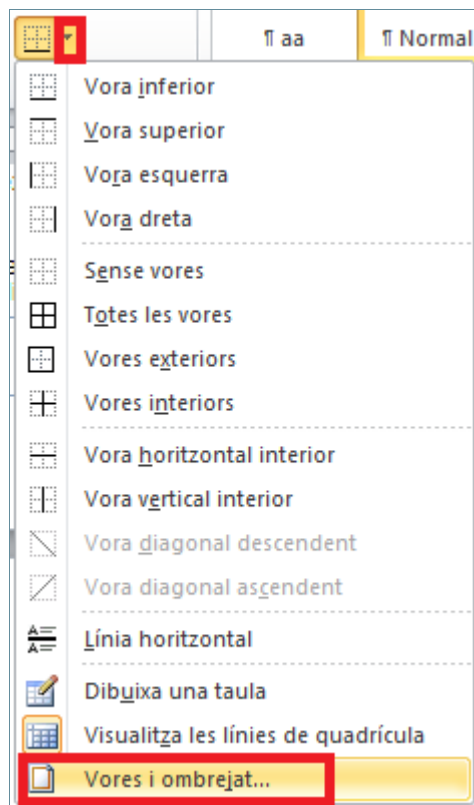 ¶ aa ¶ Normal
Vora inferior
Vora superior
Vora esquerra
Vora dreta
Sense vores
Totes les vores
Vores exteriors
Vores interiors
Vora horitzontal interior
Vora vertical interior
Vora diagonal descendent
Vora diagonal ascendent
Línia horitzontal
Dibuixa una taula
Visualitza les línies de quadrícula
Vores i ombrejat...